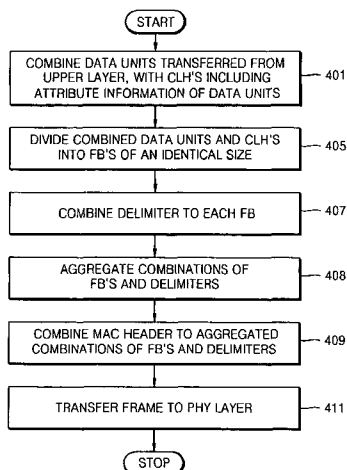 START
COMBINE DATA UNITS TRANSFERRED FROM
UPPER LAYER, WITH CLH'S INCLUDING
ATTRIBUTE INFORMATION OF DATA UNITS
401
DIVIDE COMBINED DATA UNITS AND CLH'S
INTO FB'S OF AN IDENTICAL SIZE
405
COMBINE DELIMITER TO EACH FB
407
AGGREGATE COMBINATIONS OF
FB'S AND DELIMITERS
408
COMBINE MAC HEADER TO AGGREGATED
COMBINATIONS OF FB'S AND DELIMITERS
409
TRANSFER FRAME TO PHY LAYER
411
STOP